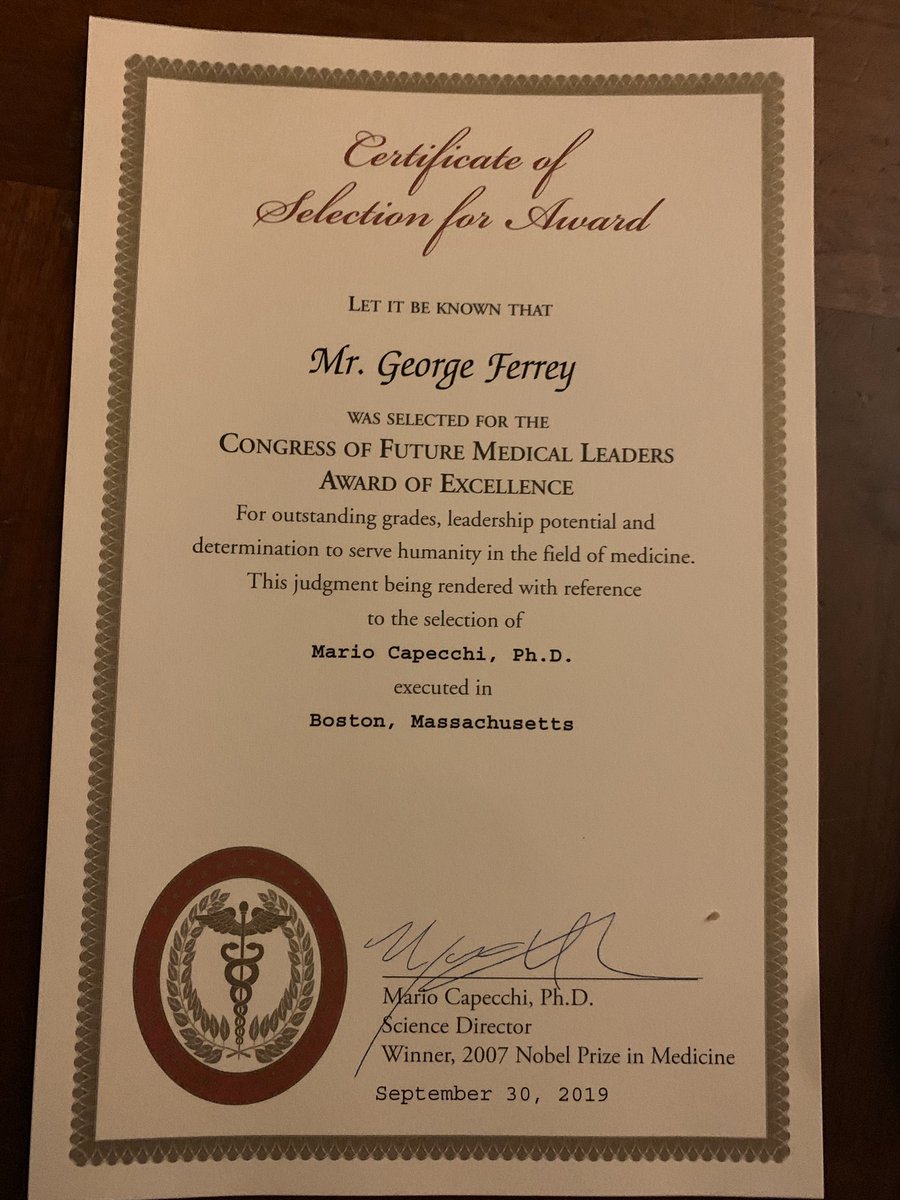 Certificate of
Selection for Award
Let it be known that
Mr. George Ferrey
was selected for the
Congress of Future Medical Leaders
Award of Excellence
For outstanding grades, leadership potential and
determination to serve humanity in the field of medicine.
This judgment being rendered with reference
to the selection of
Mario Capecchi, Ph.D.
executed in
Boston, Massachusetts
Mario Capecchi, Ph.D.
Science Director
Winner, 2007 Nobel Prize in Medicine
September 30, 2019